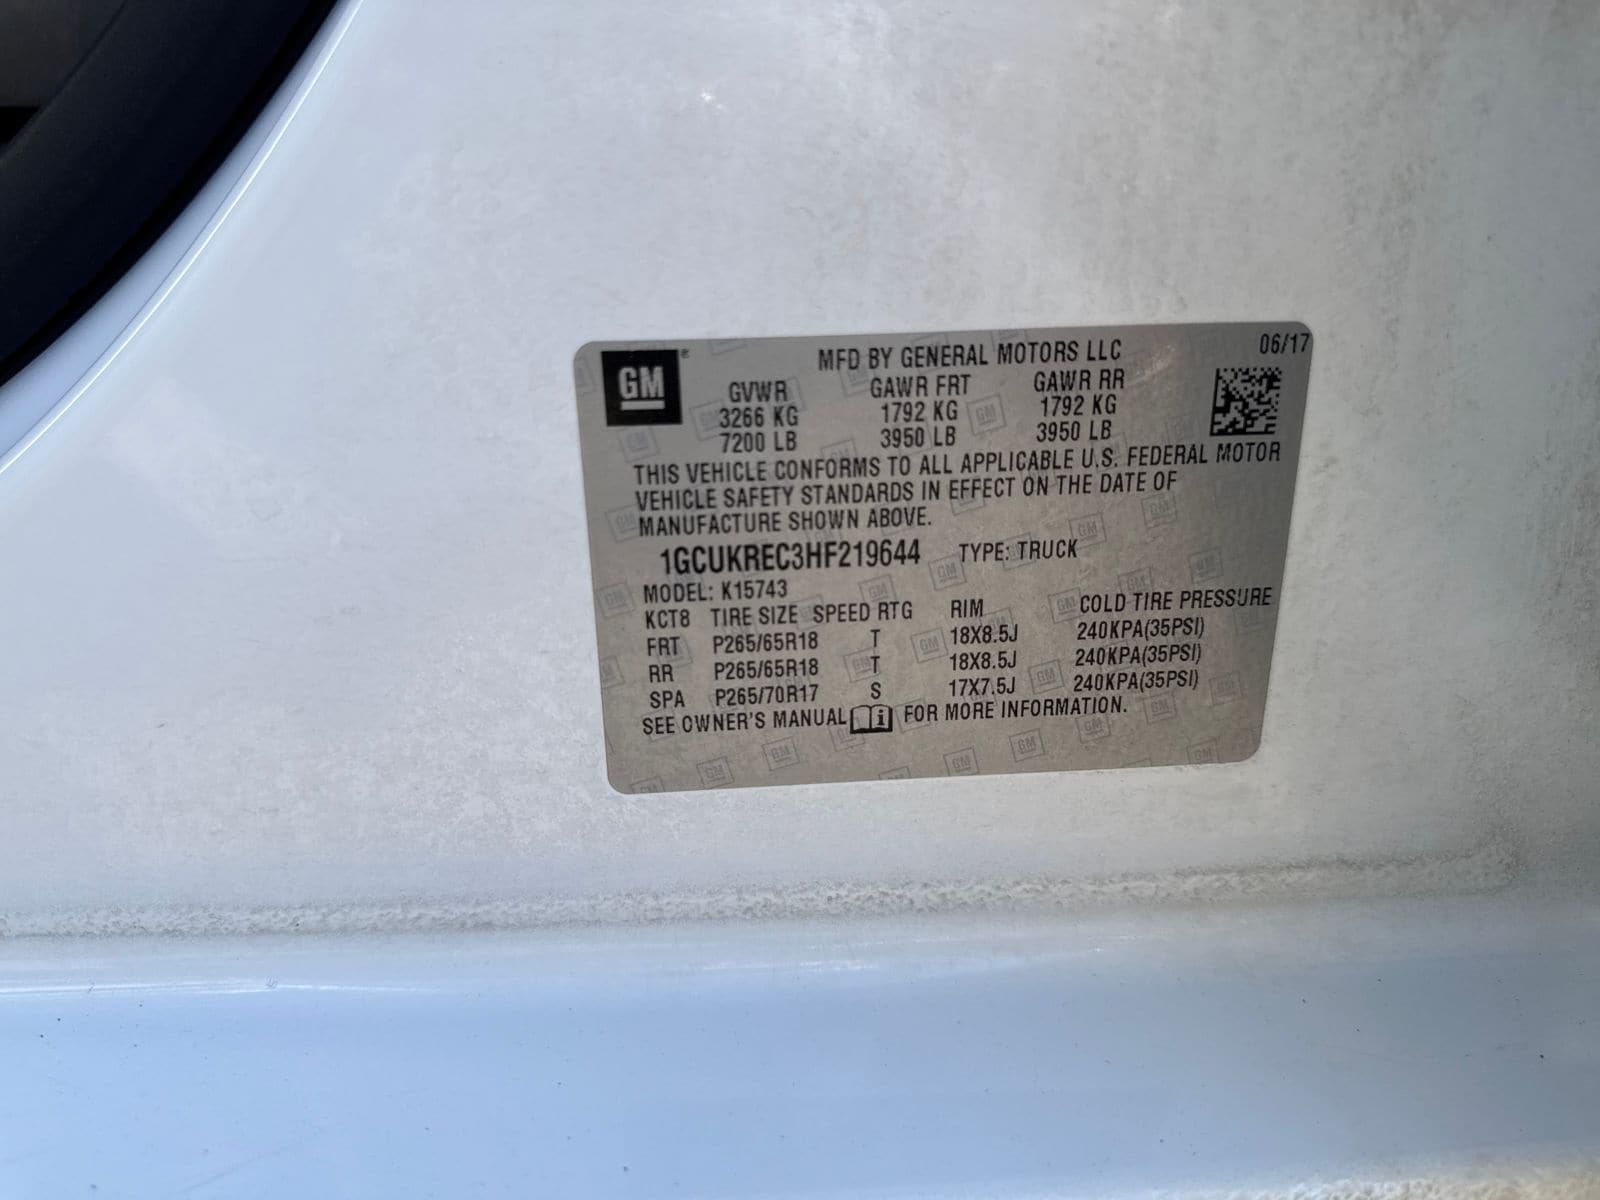 GM
MFD BY GENERAL MOTORS LLC 06/17
GVWR GAWR FRT GAWR RR
3266 KG 1792 KG 1792 KG
7200 LB 3950 LB 3950 LB
THIS VEHICLE CONFORMS TO ALL APPLICABLE U.S. FEDERAL MOTOR
VEHICLE SAFETY STANDARDS IN EFFECT ON THE DATE OF
MANUFACTURE SHOWN ABOVE.
1GCUKREC3HF219644 TYPE: TRUCK
MODEL: K15743
KCT8 TIRE SIZE SPEED RTG RIM COLD TIRE PRESSURE
FRT P265/65R18 T 18X8.5J 240KPA(35PSI)
RR P265/65R18 T 18X8.5J 240KPA(35PSI)
SPA P265/70R17 S 17X7.5J 240KPA(35PSI)
SEE OWNER'S MANUAL FOR MORE INFORMATION.